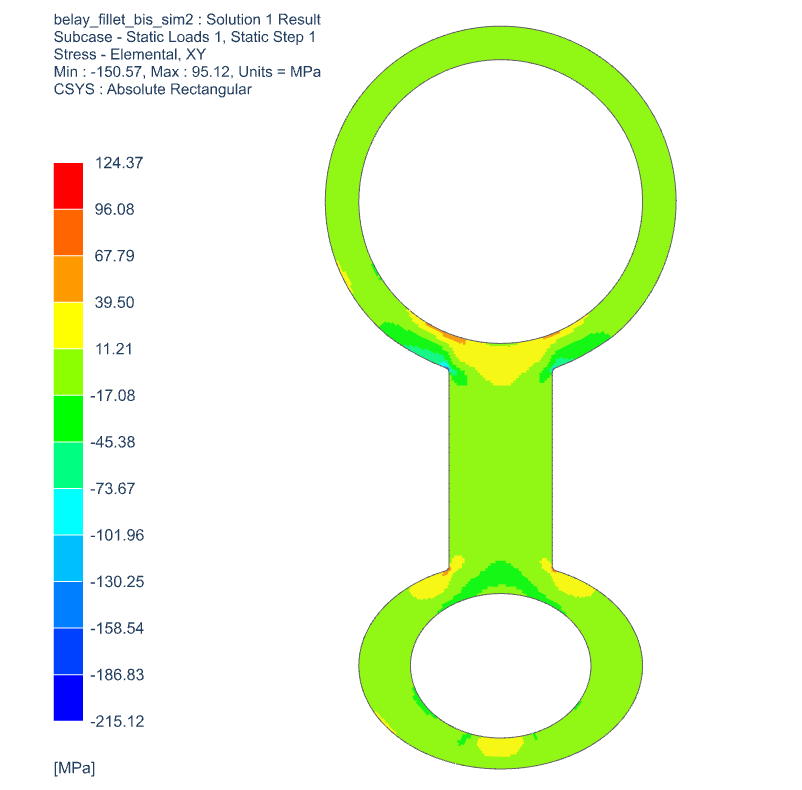 belay_fillet_bis_sim2 : Solution 1 Result
Subcase - Static Loads 1, Static Step 1
Stress - Elemental, XY
Min : -150.57, Max : 95.12, Units = MPa
CSYS : Absolute Rectangular
124.37
96.08
67.79
39.50
11.21
-17.08
-45.38
-73.67
-101.96
-130.25
-158.54
-186.83
-215.12
[MPa]